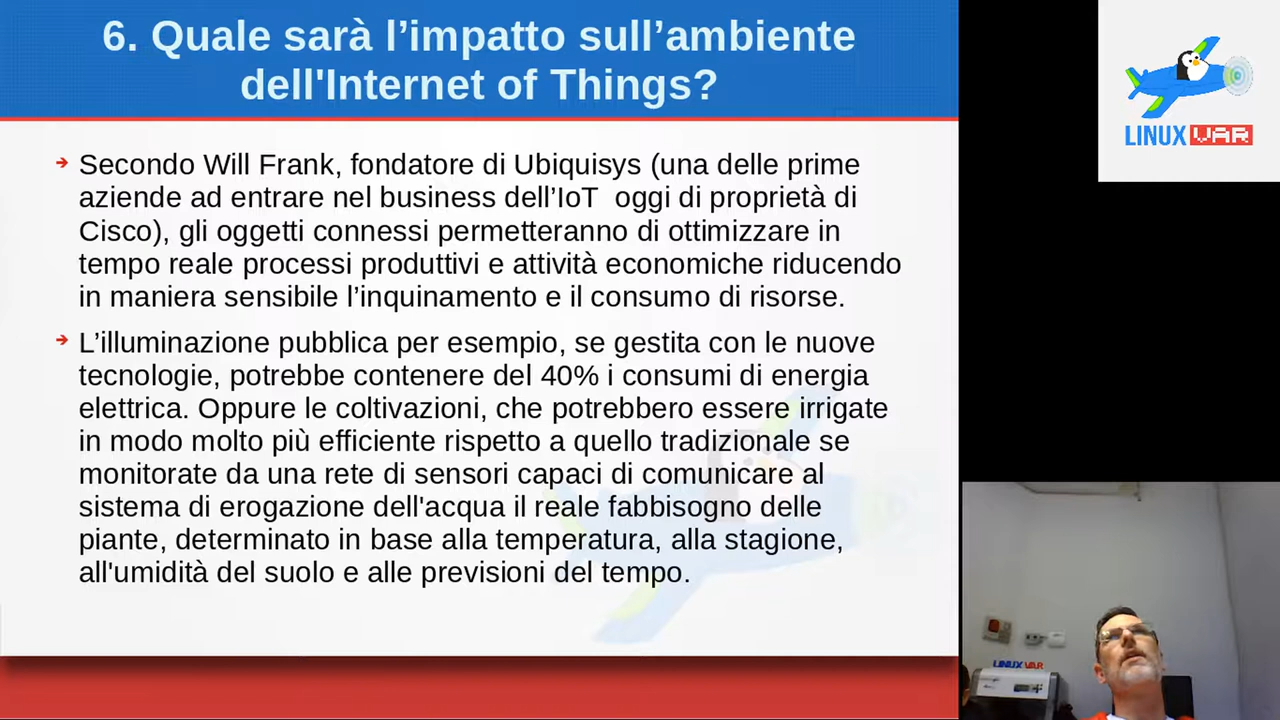 6. Quale sarà l’impatto sull’ambiente
dell'Internet of Things?
Secondo Will Frank, fondatore di Ubiquisys (una delle prime
aziende ad entrare nel business dell’IoT  oggi di proprietà di
Cisco), gli oggetti connessi permetteranno di ottimizzare in
tempo reale processi produttivi e attività economiche riducendo
in maniera sensibile l’inquinamento e il consumo di risorse.
L’illuminazione pubblica per esempio, se gestita con le nuove
tecnologie, potrebbe contenere del 40% i consumi di energia
elettrica. Oppure le coltivazioni, che potrebbero essere irrigate
in modo molto più efficiente rispetto a quello tradizionale se
monitorate da una rete di sensori capaci di comunicare al
sistema di erogazione dell'acqua il reale fabbisogno delle
piante, determinato in base alla temperatura, alla stagione,
all'umidità del suolo e alle previsioni del tempo.
LINUX VAR
LINUX VAR